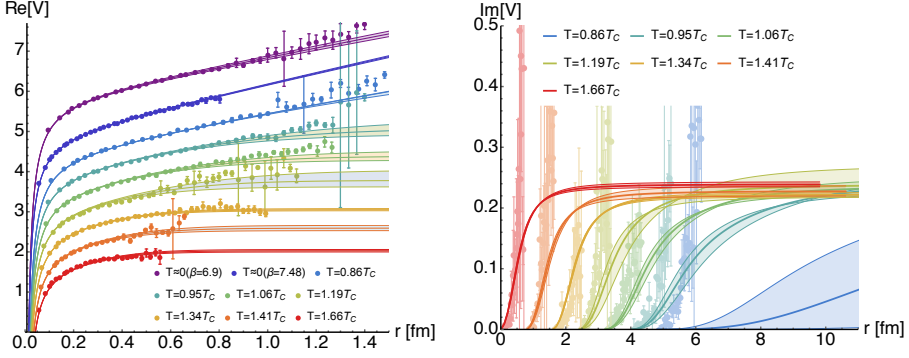 Re[V]
7
6
5
4
3
2
1
0.0 0.2 0.4 0.6 0.8 1.0 1.2 1.4 r [fm]
T≈0(β=6.9) T≈0(β=7.48) T=0.86T_C
T=0.95T_C T=1.06T_C T=1.19T_C
T=1.34T_C T=1.41T_C T=1.66T_C
Im[V]
0.5
0.4
0.3
0.2
0.1
0.0
0 2 4 6 8 10 r [fm]
T=0.86T_C T=0.95T_C T=1.06T_C
T=1.19T_C T=1.34T_C T=1.41T_C
T=1.66T_C